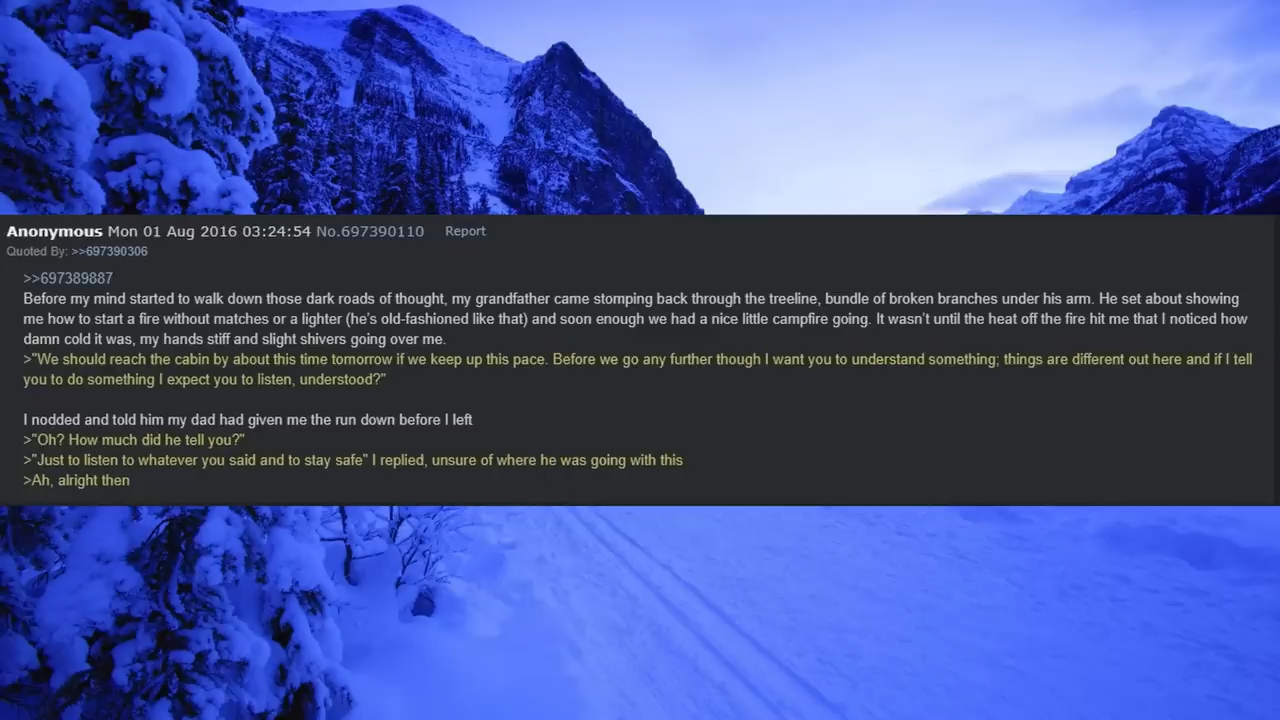 Anonymous Mon 01 Aug 2016 03:24:54 No.697390110 Report
Quoted By: >>697390306
>>697389887
Before my mind started to walk down those dark roads of thought, my grandfather came stomping back through the treeline, bundle of broken branches under his arm. He set about showing
me how to start a fire without matches or a lighter (he's old-fashioned like that) and soon enough we had a nice little campfire going. It wasn't until the heat off the fire hit me that I noticed how
damn cold it was, my hands stiff and slight shivers going over me.
>"We should reach the cabin by about this time tomorrow if we keep up this pace. Before we go any further though I want you to understand something; things are different out here and if I tell
you to do something I expect you to listen, understood?"
I nodded and told him my dad had given me the run down before I left
>"Oh? How much did he tell you?"
>"Just to listen to whatever you said and to stay safe" I replied, unsure of where he was going with this
>Ah, alright then